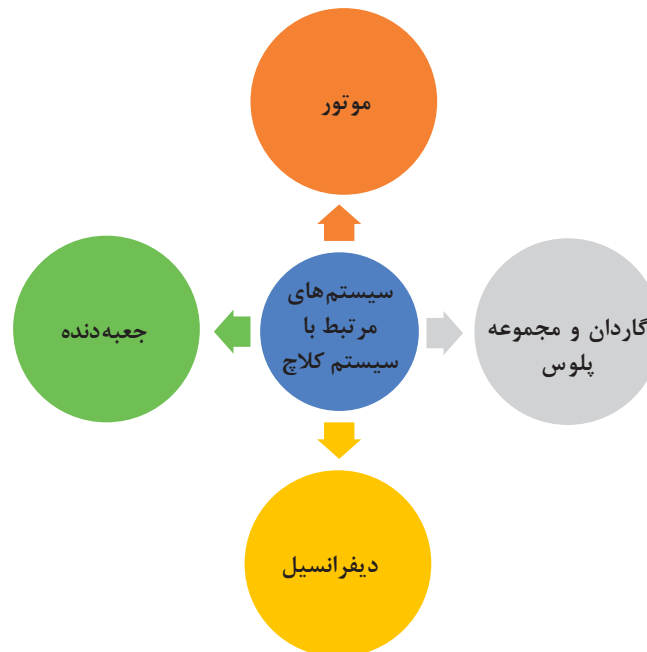 موتور
سیستم‌های
مرتبط با
سیستم کلاچ
گاردان و مجموعه
پلوس
جعبه‌دنده
دیفرانسیل